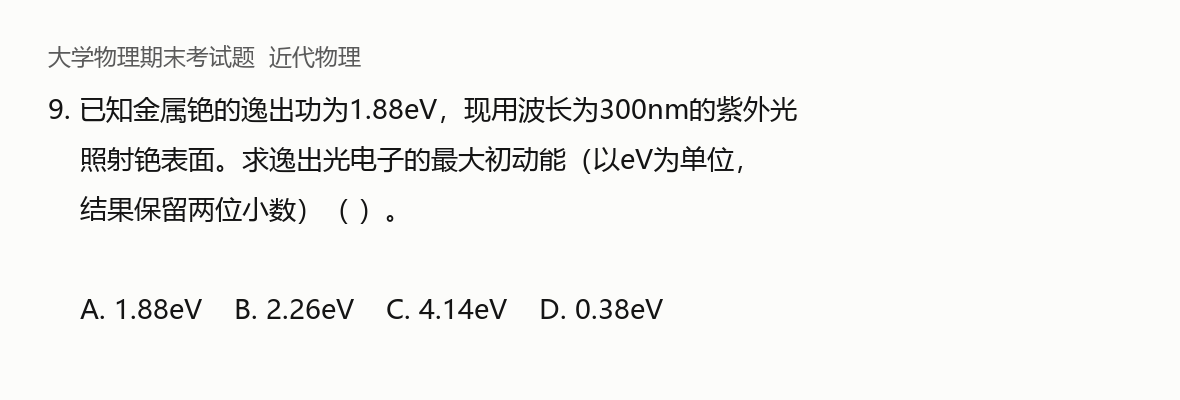 大学物理期末考试题 近代物理
9. 已知金属铯的逸出功为1.88eV，现用波长为300nm的紫外光
照射铯表面。求逸出光电子的最大初动能（以eV为单位，
结果保留两位小数）（ ）。
A. 1.88eV B. 2.26eV C. 4.14eV D. 0.38eV